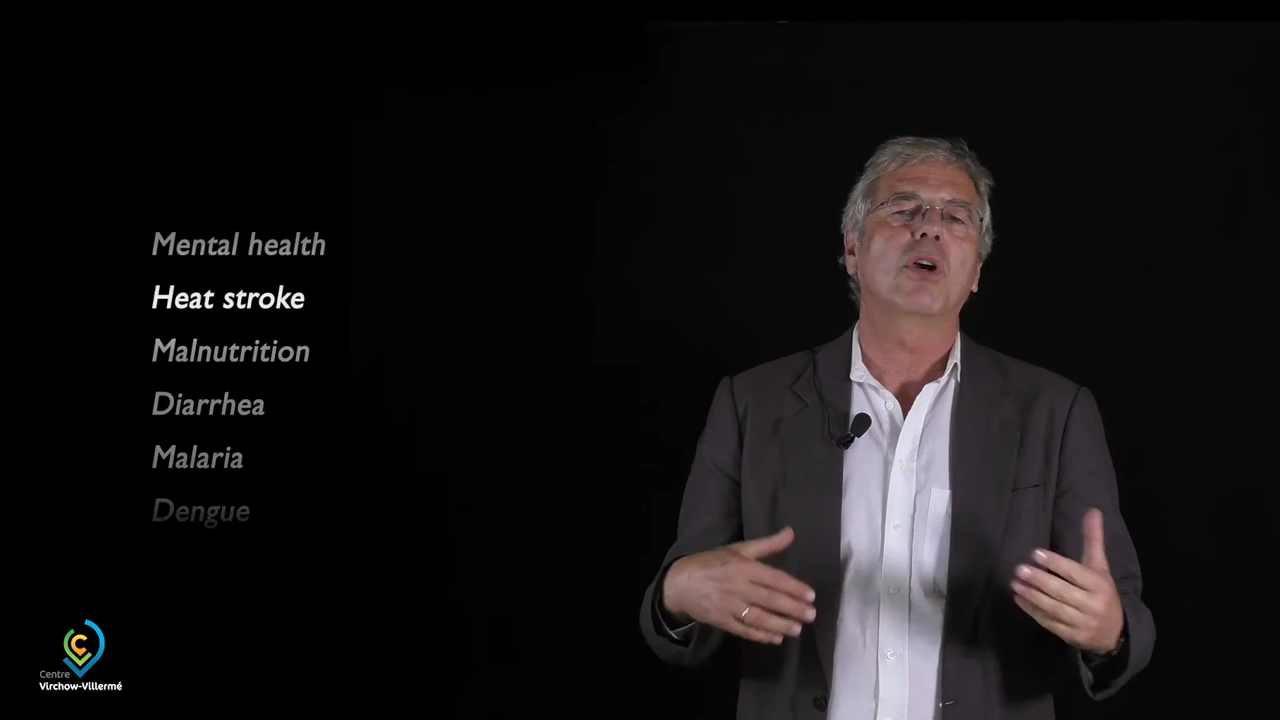 Mental health
Heat stroke
Malnutrition
Diarrhea
Malaria
Dengue
Centre
Virchow-Villermé